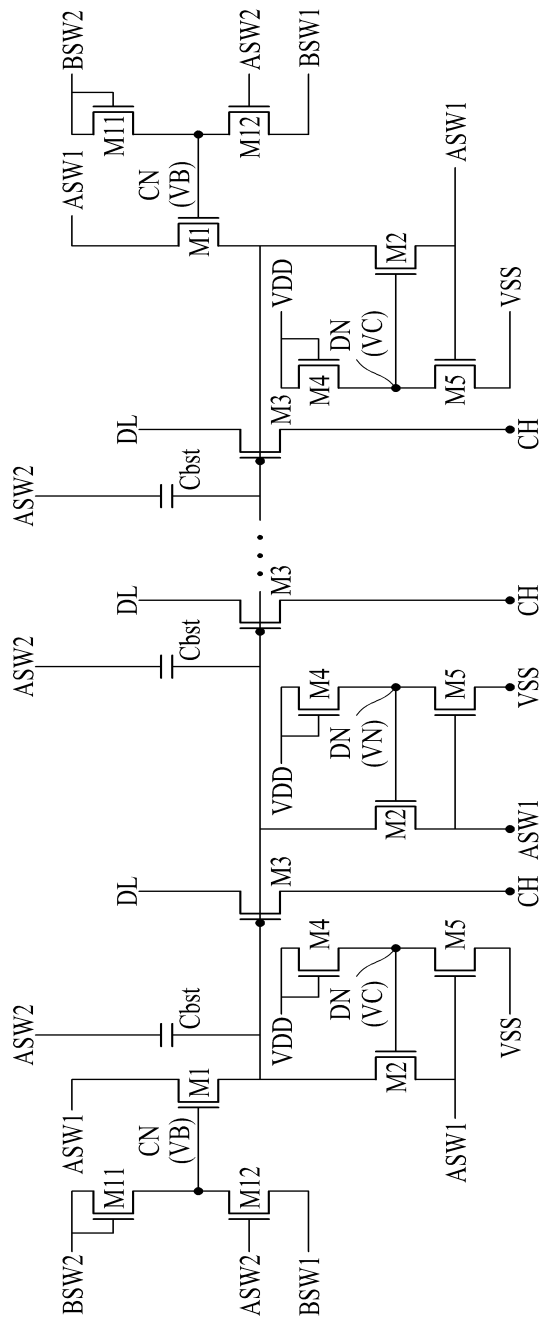 ASW2
ASW2
ASW2
BSW2
ASW1
ASW1
BSW2
M11
DL
DL
DL
M11
CN
(VB)
Cbst
Cbst
Cbst
CN
(VB)
M1
M1
ASW2
M12
M12
ASW2
BSW1
VDD
M3
VDD
M3
M3
VDD
BSW1
M4
M4
M4
DN
(VC)
DN
(VN)
DN
(VC)
M2
M2
M2
ASW1
M5
M5
M5
ASW1
VSS
CH
ASW1
VSS
CH
CH
VSS